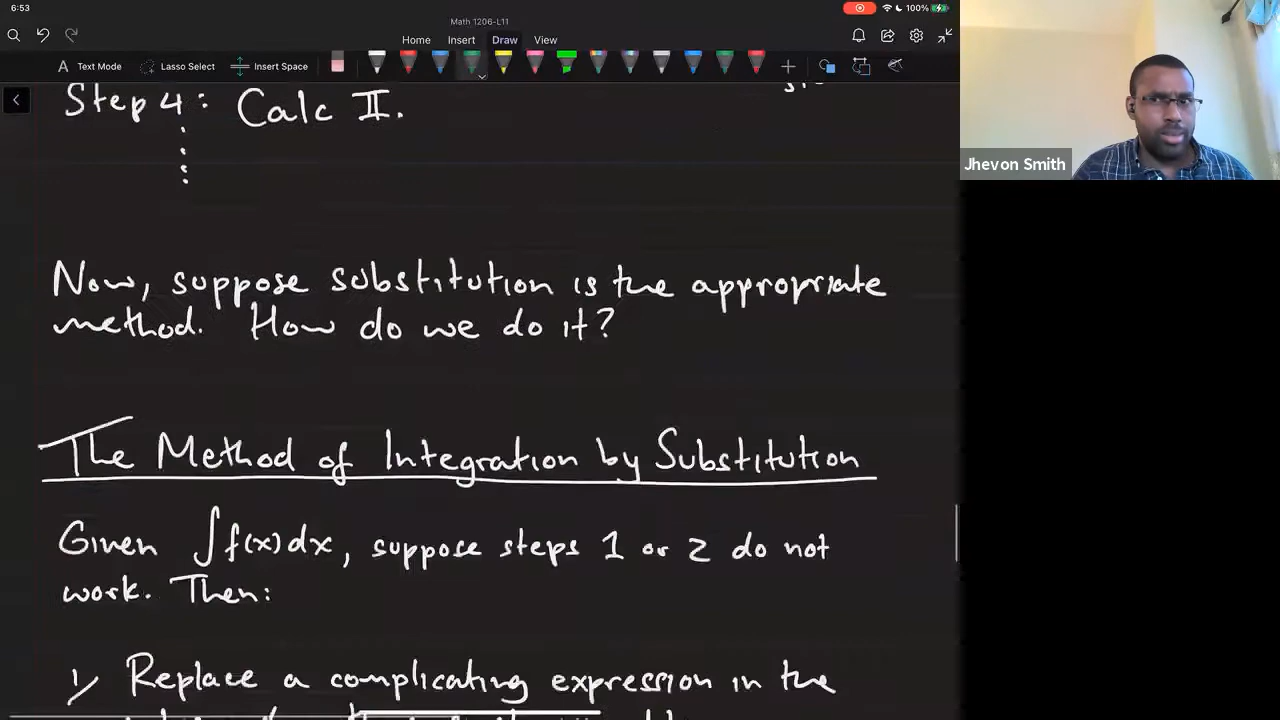 6:53
100%
Math 1206-L11
Home Insert Draw View
Text Mode Lasso Select Insert Space
Step 4: Calc II.
Jhevon Smith
Now, suppose substitution is the appropriate
method. How do we do it?
The Method of Integration by Substitution
Given ∫f(x)dx, suppose steps 1 or 2 do not
work. Then:
1/ Replace a complicating expression in the